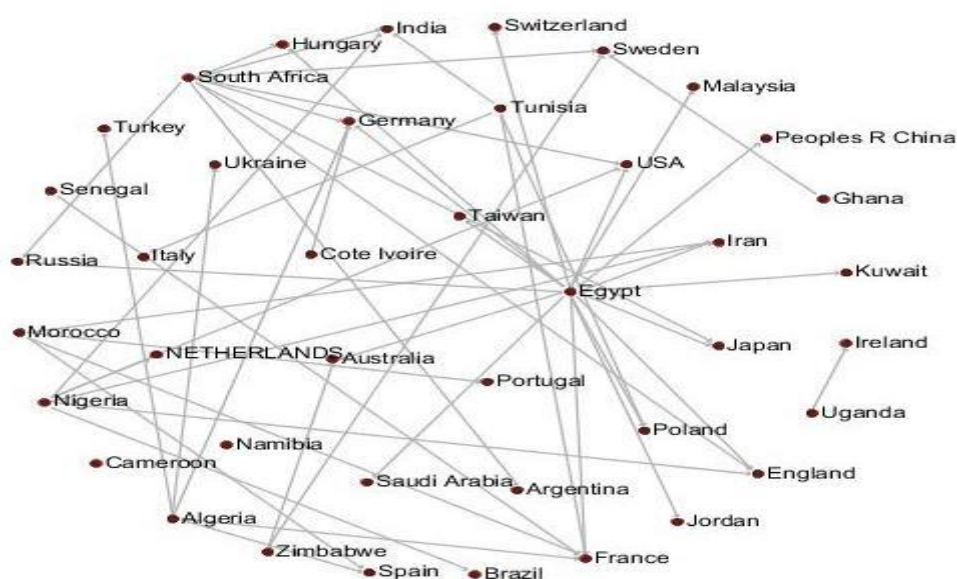 Switzerland
India
Hungary
Sweden
South Africa
Malaysia
Tunisia
Germany
Turkey
Peoples R China
Ukraine
USA
Senegal
Ghana
Taiwan
Iran
Cote Ivoire
Italy
Russia
Kuwait
Egypt
Morocco
Ireland
Japan
NETHERLANDS
Australia
Portugal
Nigeria
Uganda
Poland
Namibia
Cameroon
England
Saudi Arabia
Argentina
Algeria
Jordan
Zimbabwe
France
Spain
Brazil